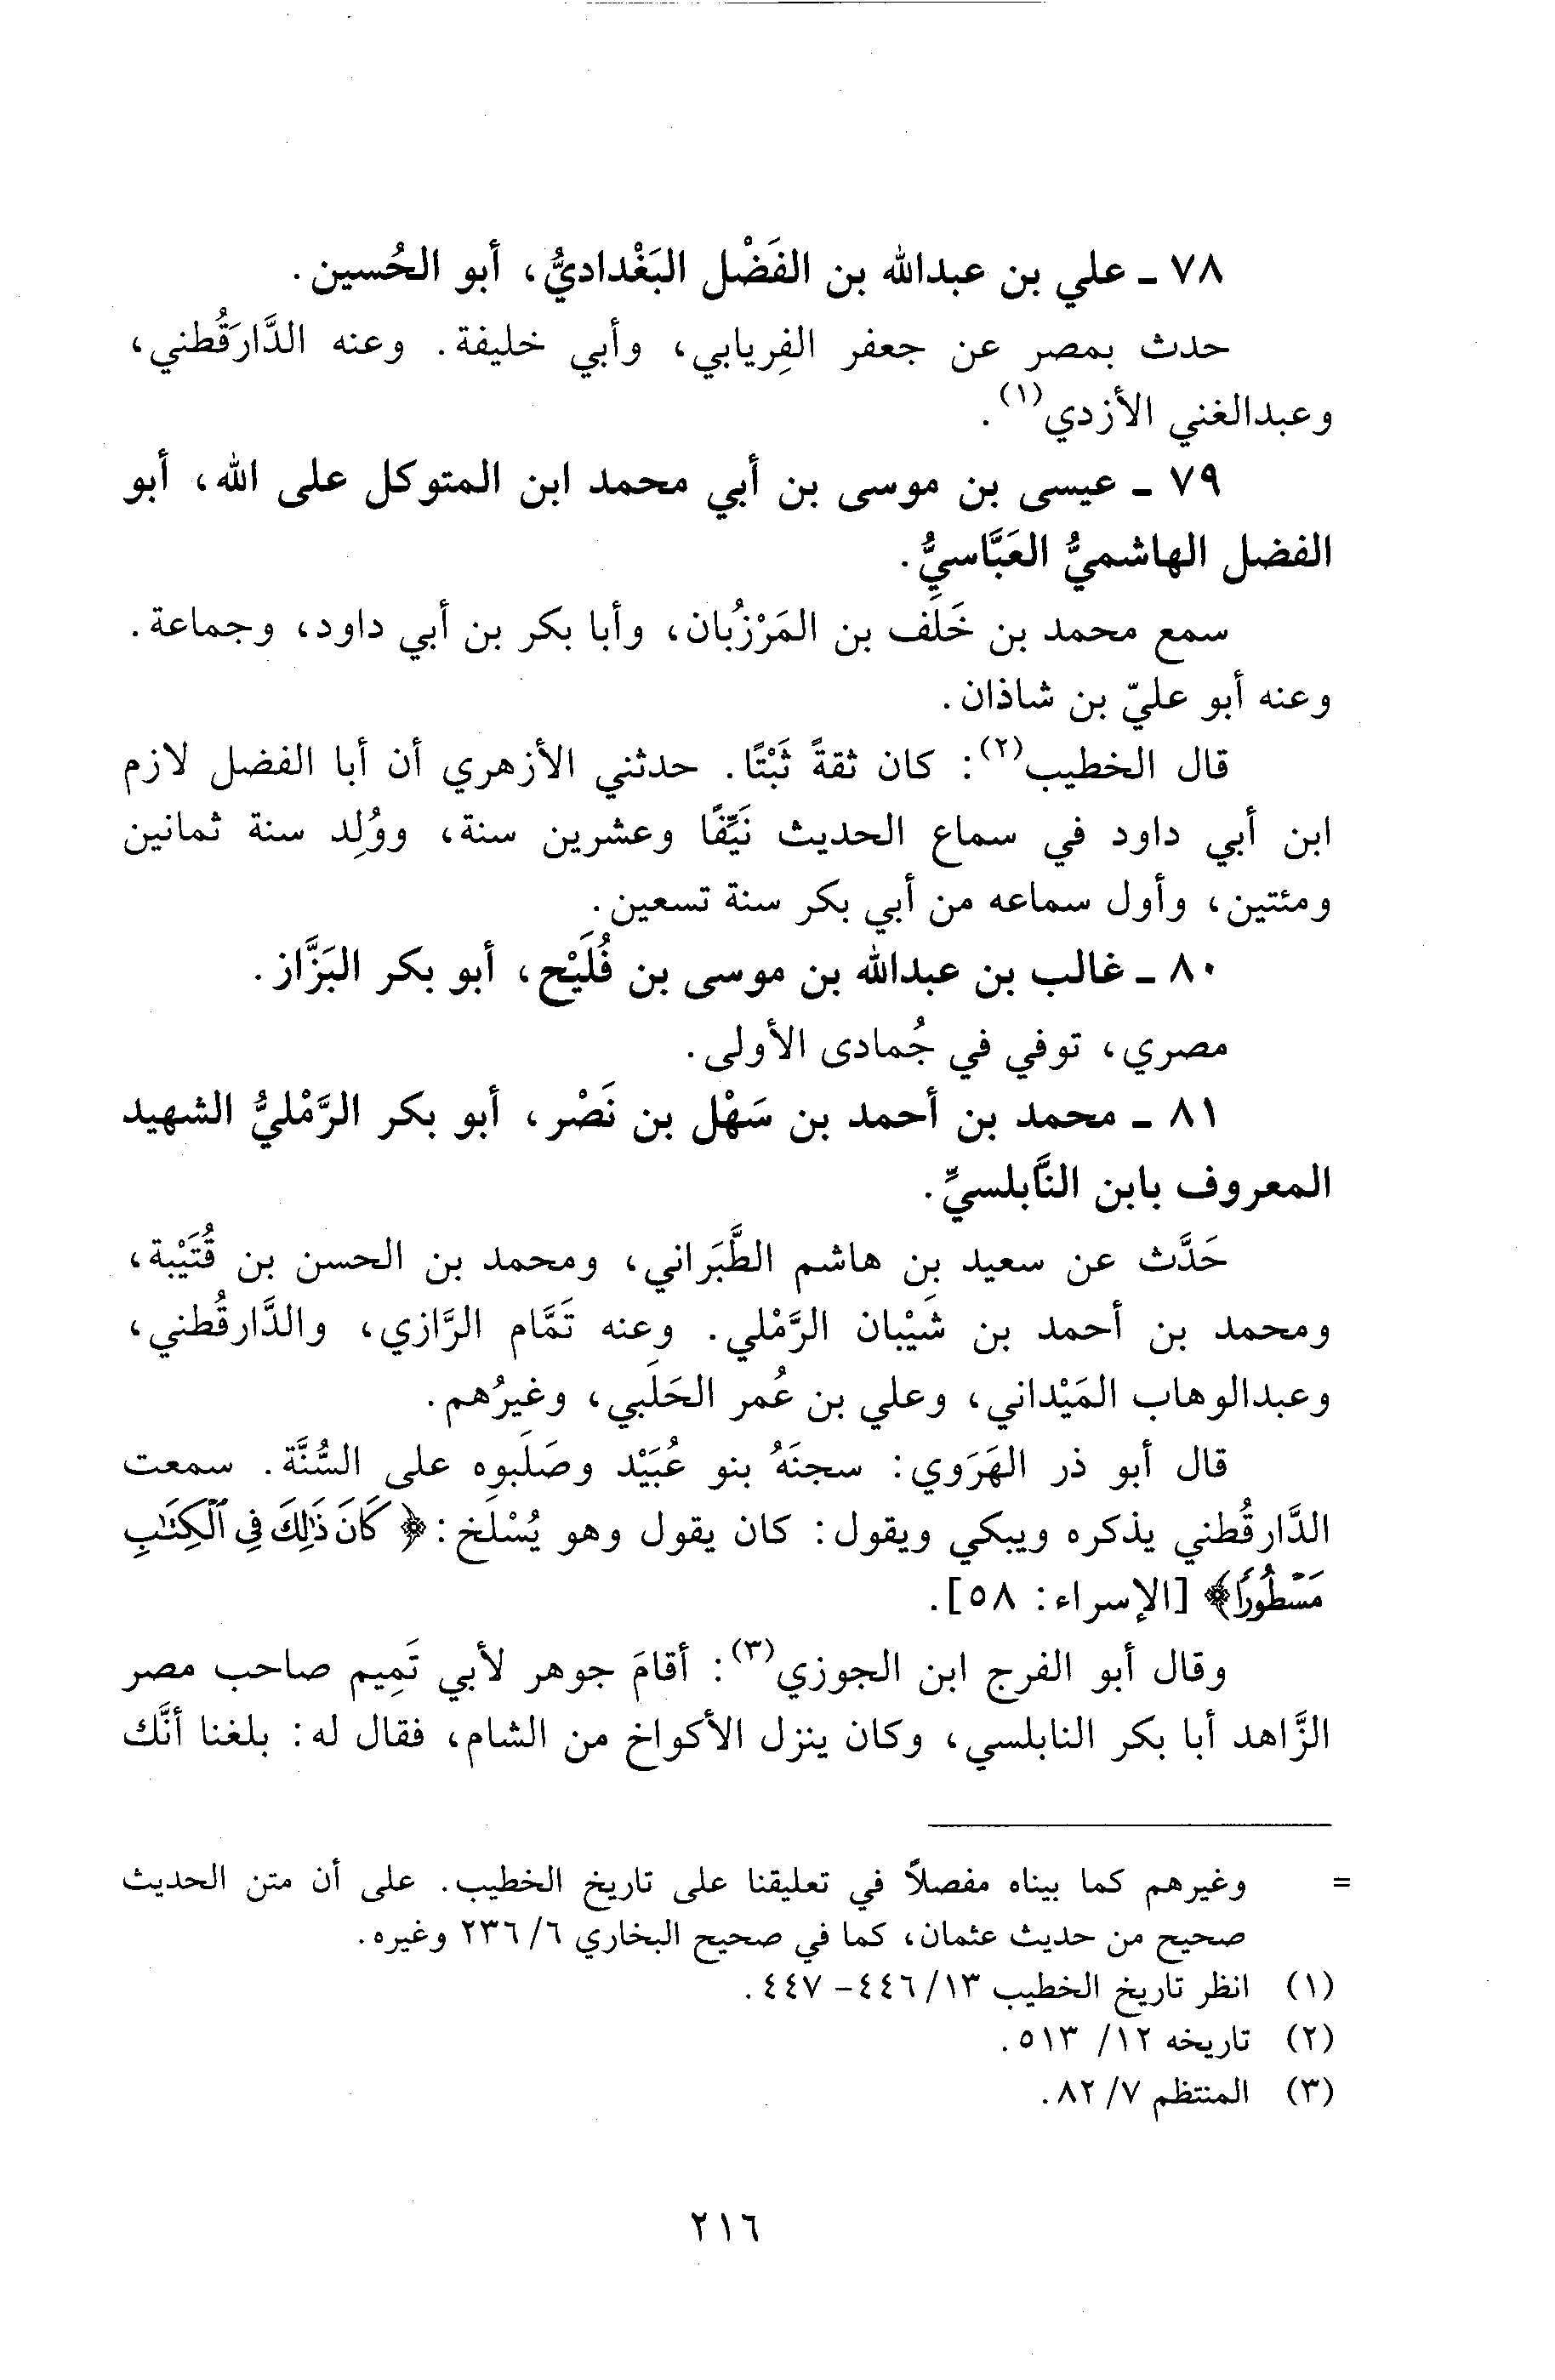 ٧٨ ـ علي بن عبدالله بن الفَضْل البَغْداديُّ، أبو الحُسين.
حدث بمصر عن جعفر الفِريابي، وأبي خليفة. وعنه الدَّارَقُطني،
وعبدالغني الأزدي(١).
٧٩ ـ عيسى بن موسى بن أبي محمد ابن المتوكل على الله، أبو
الفضل الهاشميُّ العَبَّاسيُّ.
سمع محمد بن خَلَف بن المَرْزُبان، وأبا بكر بن أبي داود، وجماعة.
وعنه أبو عليّ بن شاذان.
قال الخطيب(٢): كان ثقةً ثَبْتًا. حدثني الأزهري أن أبا الفضل لازم
ابن أبي داود في سماع الحديث نَيِّفًا وعشرين سنة، ووُلِد سنة ثمانين
ومئتين، وأول سماعه من أبي بكر سنة تسعين.
٨٠ ـ غالب بن عبدالله بن موسى بن فُلَيْح، أبو بكر البَزَّاز.
مصري، توفي في جُمادى الأولى.
٨١ ـ محمد بن أحمد بن سَهْل بن نَصْر، أبو بكر الرَّمْليُّ الشهيد
المعروف بابن النَّابلسيِّ.
حَدَّث عن سعيد بن هاشم الطَّبَراني، ومحمد بن الحسن بن قُتَيْبة،
ومحمد بن أحمد بن شَيْبان الرَّمْلي. وعنه تَمَّام الرَّازي، والدَّارقُطني،
وعبدالوهاب المَيْداني، وعلي بن عُمر الحَلَبي، وغيرُهم.
قال أبو ذر الهَرَوي: سجنَهُ بنو عُبَيْد وصَلَبوه على السُّنَّة. سمعت
الدَّارقُطني يذكره ويبكي ويقول: كان يقول وهو يُسْلَخ: ﴿كَانَ ذَٰلِكَ فِي ٱلْكِتَٰبِ
مَسْطُورًا﴾ [الإسراء: ٥٨].
وقال أبو الفرج ابن الجوزي(٣): أقامَ جوهر لأبي تَمِيم صاحب مصر
الزَّاهد أبا بكر النابلسي، وكان ينزل الأكواخ من الشام، فقال له: بلغنا أنَّك
= وغيرهم كما بيناه مفصلاً في تعليقنا على تاريخ الخطيب. على أن متن الحديث
صحيح من حديث عثمان، كما في صحيح البخاري ٦/ ٢٣٦ وغيره.
(١) انظر تاريخ الخطيب ١٣/ ٤٤٦ - ٤٤٧.
(٢) تاريخه ١٢/ ٥١٣.
(٣) المنتظم ٧/ ٨٢.
٢١٦